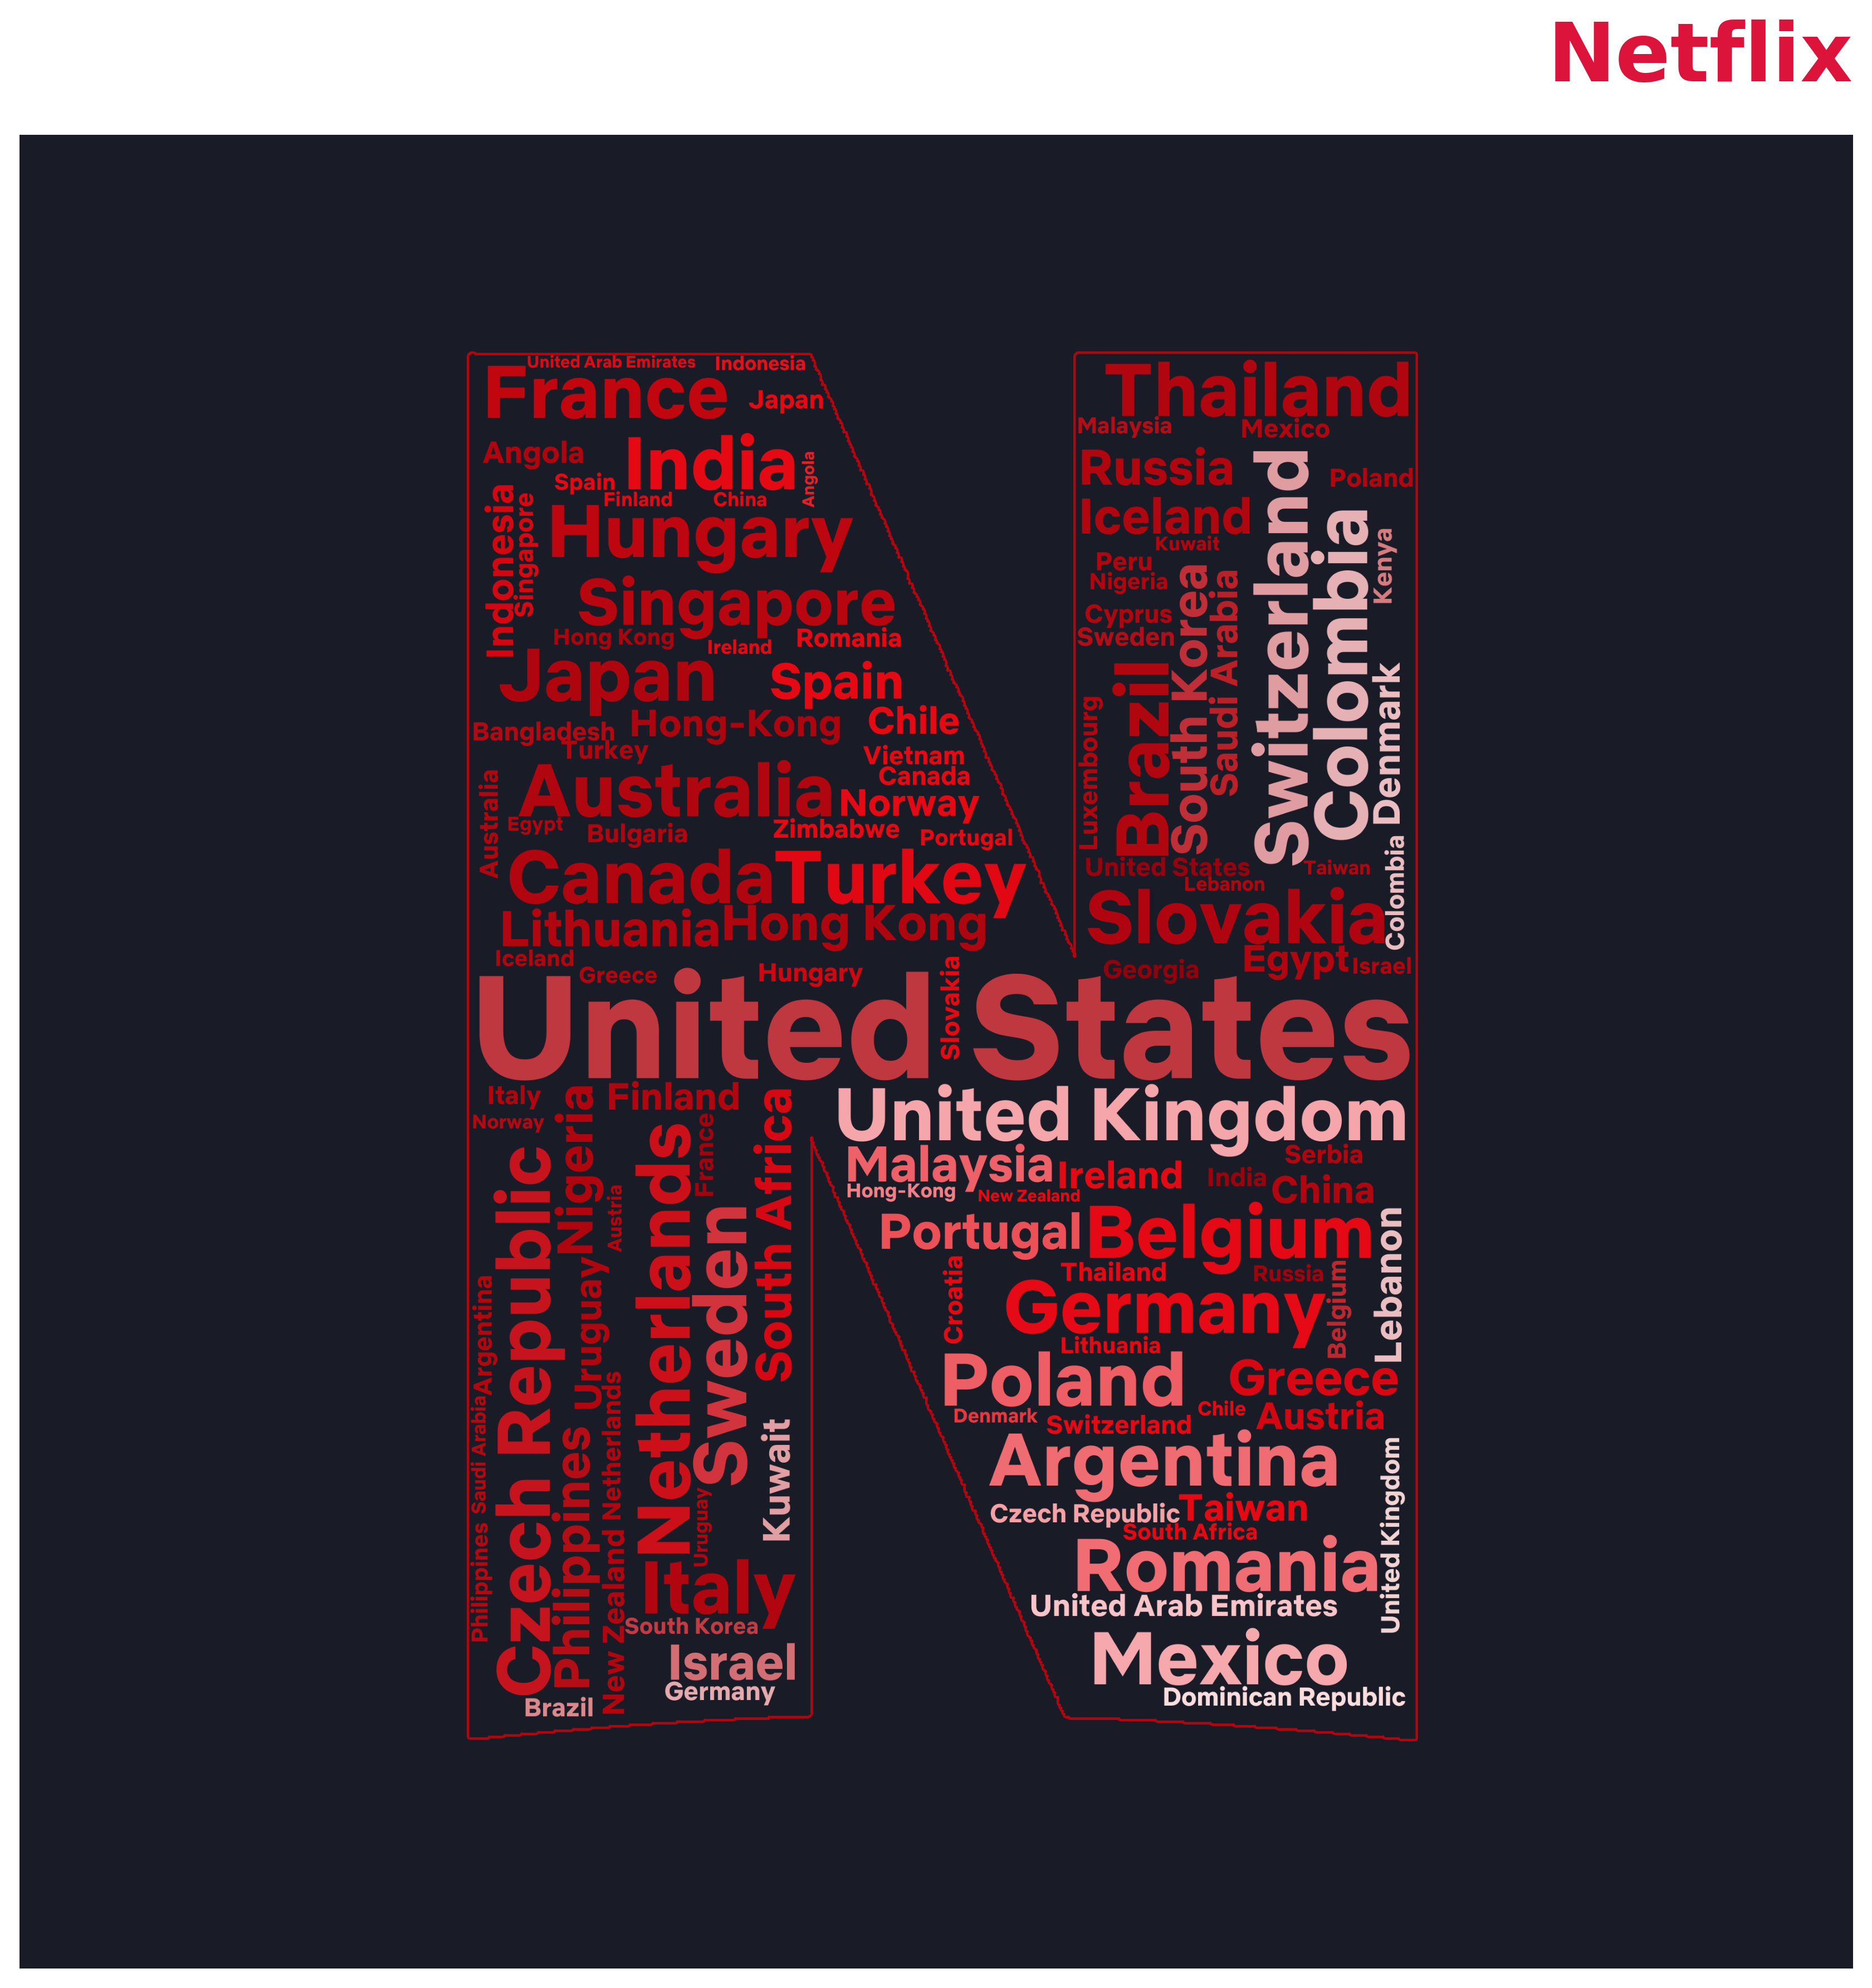 Netflix
United Arab Emirates
Indonesia
France
Japan
Angola
India
Angola
Spain
Finland
China
Indonesia
Singapore
Hungary
Singapore
Hong Kong
Ireland
Romania
Japan
Spain
Bangladesh
Hong-Kong
Chile
Turkey
Vietnam
Canada
Australia
Australia
Norway
Egypt
Bulgaria
Zimbabwe
Portugal
Canada
Turkey
Lithuania
Hong Kong
Iceland
Greece
Hungary
Slovakia
Thailand
Malaysia
Mexico
Russia
Poland
Iceland
Kuwait
Peru
Nigeria
Cyprus
Sweden
Switzerland
Colombia
Kenya
South Korea
Saudi Arabia
Luxembourg
Brazil
Denmark
United States
Taiwan
Lebanon
Colombia
Slovakia
Georgia
Egypt
Israel
United States
Italy
Norway
Nigeria
Finland
France
South Africa
Czech Republic
Austria
Netherlands
Sweden
Argentina
Uruguay
Saudi Arabia
Philippines
Philippines
Netherlands
New Zealand
Uruguay
Kuwait
Italy
South Korea
Israel
Germany
Brazil
United Kingdom
Malaysia
Ireland
India
Serbia
China
Hong-Kong
New Zealand
Portugal
Belgium
Lebanon
Croatia
Thailand
Russia
Belgium
Germany
Lithuania
Poland
Greece
Denmark
Switzerland
Chile
Austria
Argentina
United Kingdom
Czech Republic
Taiwan
South Africa
Romania
United Arab Emirates
Mexico
Dominican Republic